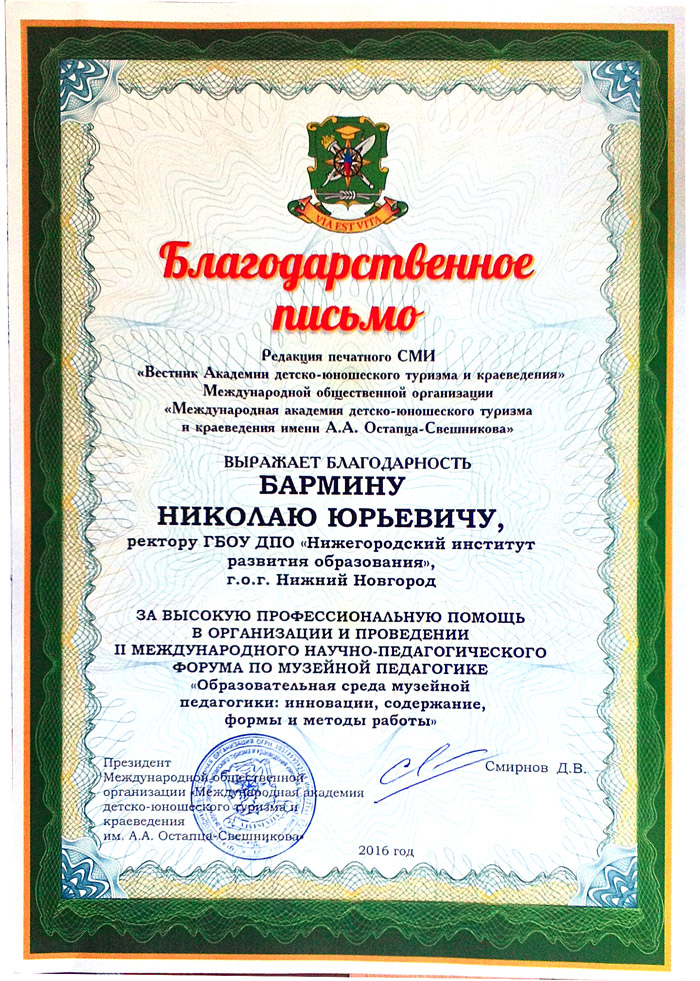 VIA EST VITA
Благодарственное
письмо
Редакция печатного СМИ
«Вестник Академии детско-юношеского туризма и краеведения»
Международной общественной организации
«Международная академия детско-юношеского туризма
и краеведения имени А.А. Остапца-Свешникова»
ВЫРАЖАЕТ БЛАГОДАРНОСТЬ
БАРМИНУ
НИКОЛАЮ ЮРЬЕВИЧУ,
ректору ГБОУ ДПО «Нижегородский институт
развития образования»,
г.о.г. Нижний Новгород
ЗА ВЫСОКУЮ ПРОФЕССИОНАЛЬНУЮ ПОМОЩЬ
В ОРГАНИЗАЦИИ И ПРОВЕДЕНИИ
II МЕЖДУНАРОДНОГО НАУЧНО-ПЕДАГОГИЧЕСКОГО
ФОРУМА ПО МУЗЕЙНОЙ ПЕДАГОГИКЕ
«Образовательная среда музейной
педагогики: инновации, содержание,
формы и методы работы»
Президент
Международной общественной
организации «Международная академия
детско-юношеского туризма и
краеведения
им. А.А. Остапца-Свешникова»
Смирнов Д.В.
2016 год